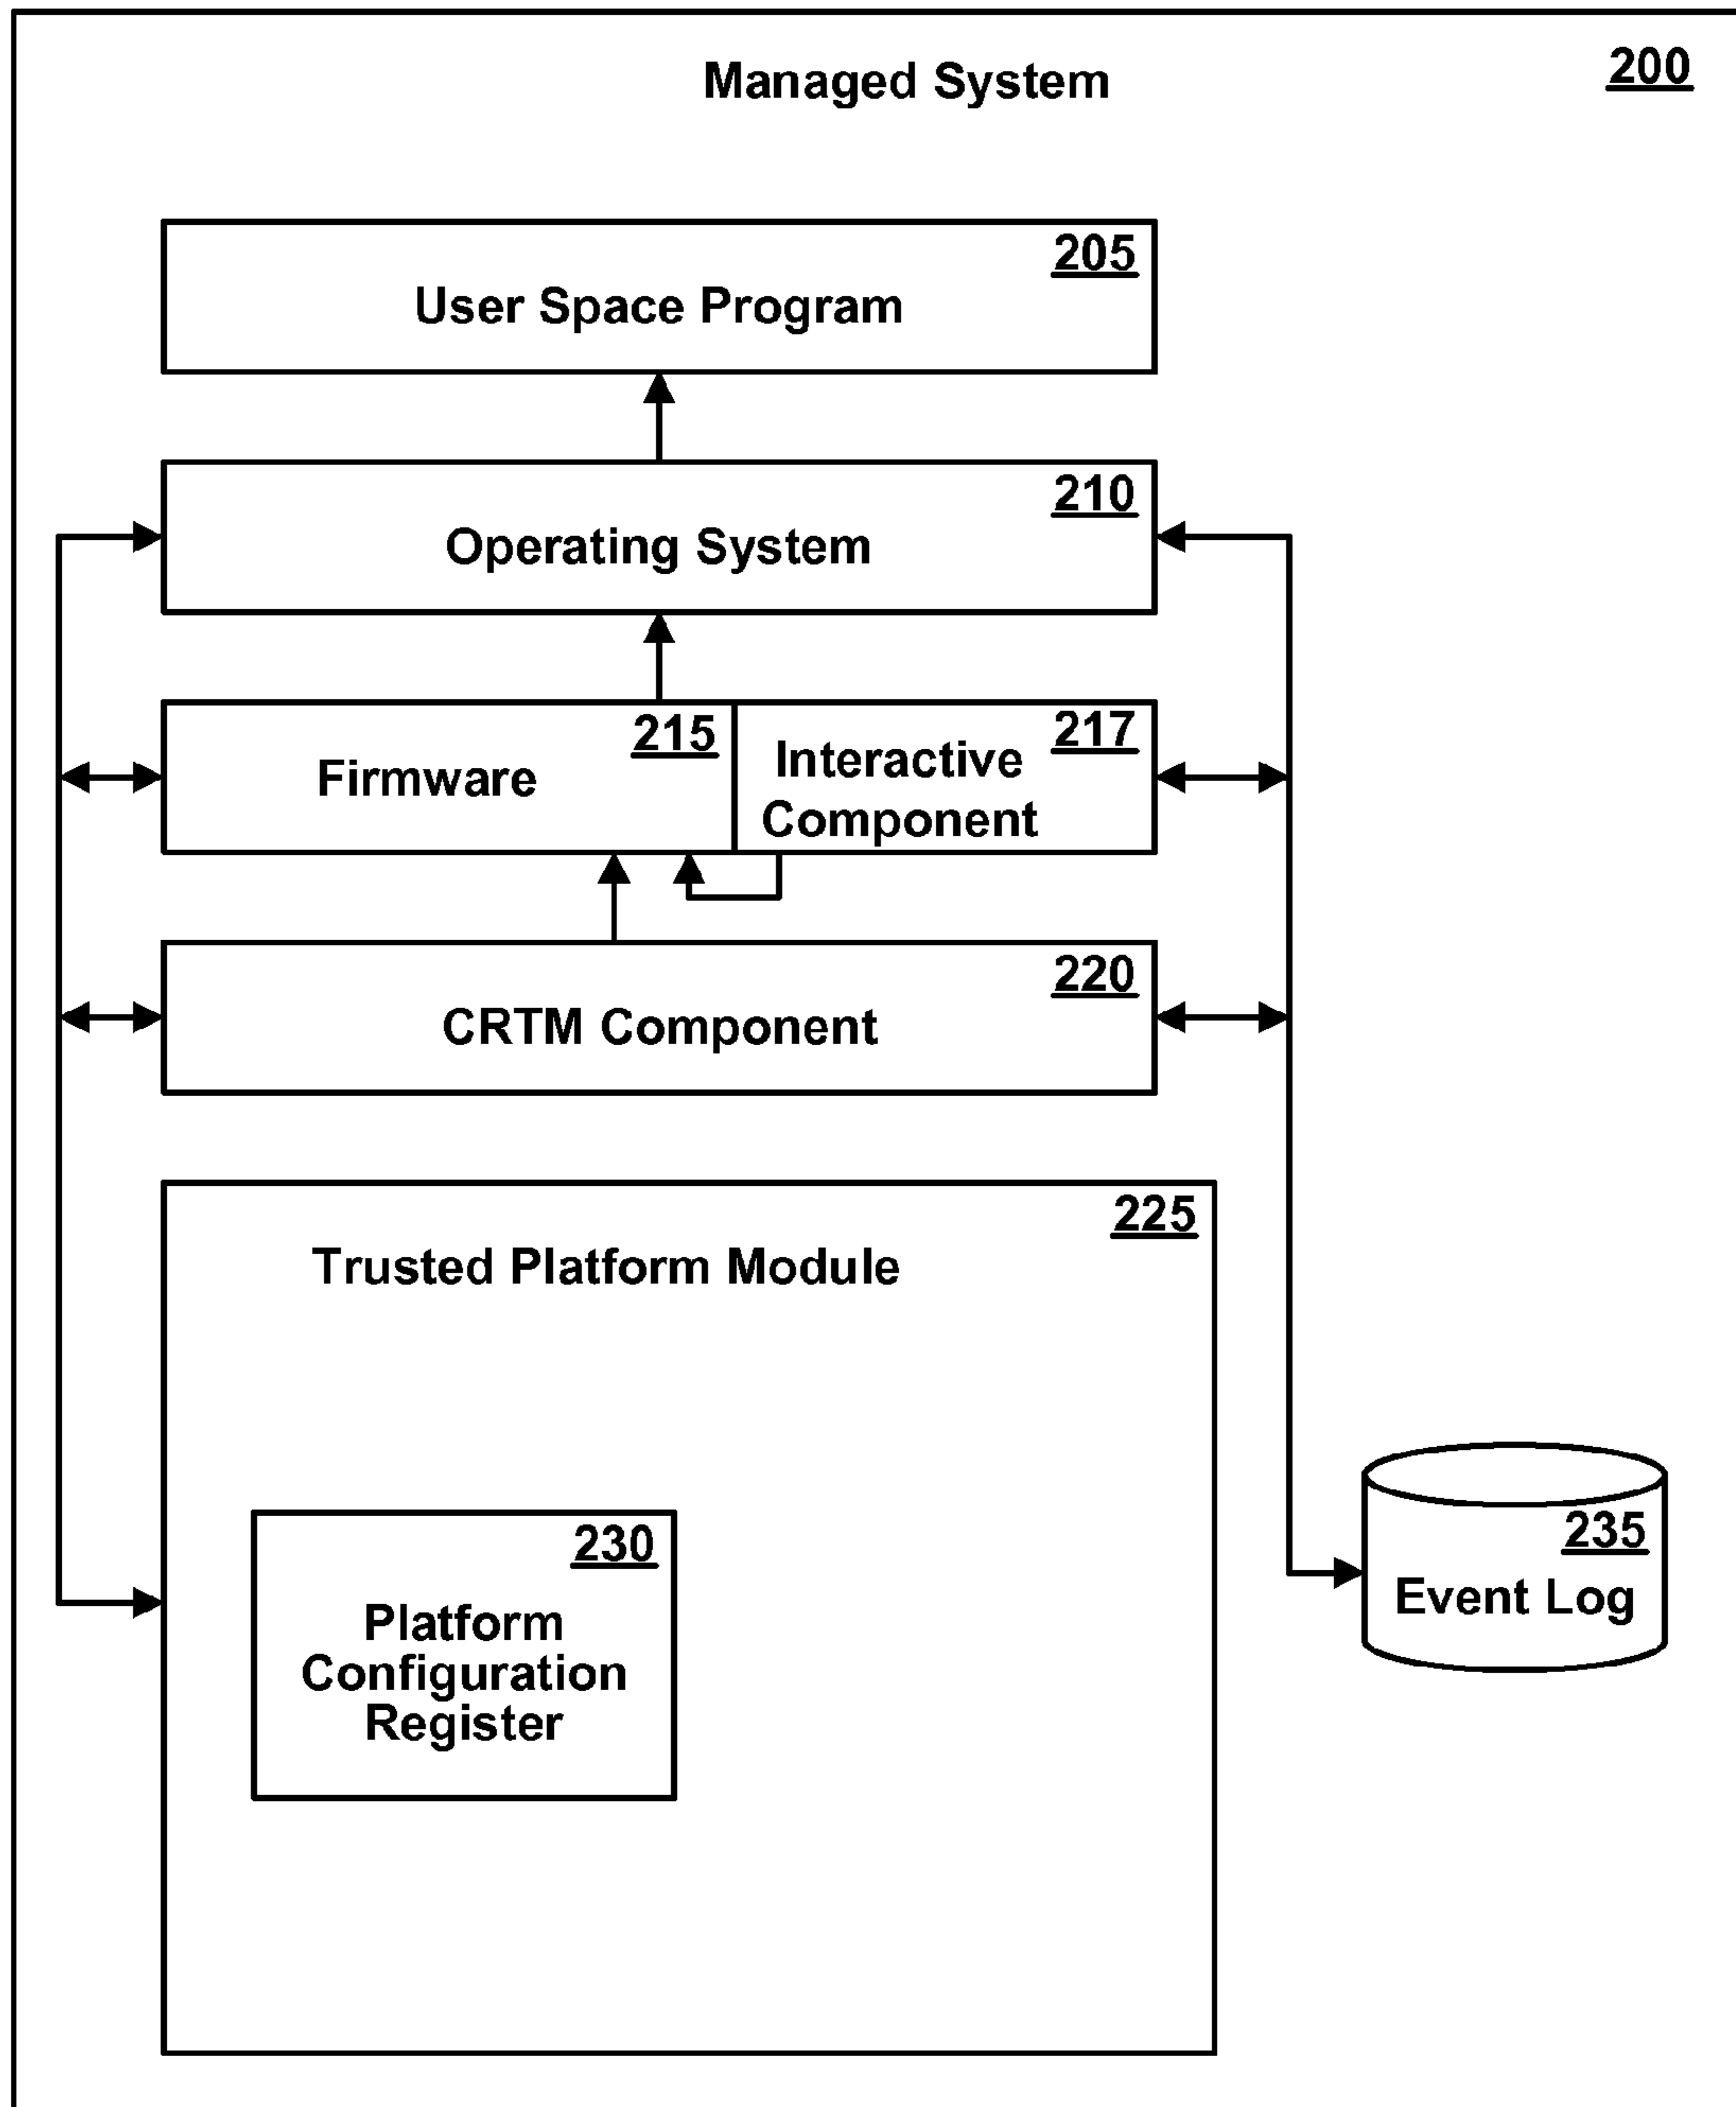 Managed System
200
205
User Space Program
210
Operating System
215
Firmware
217
Interactive
Component
220
CRTM Component
225
Trusted Platform Module
230
Platform
Configuration
Register
235
Event Log